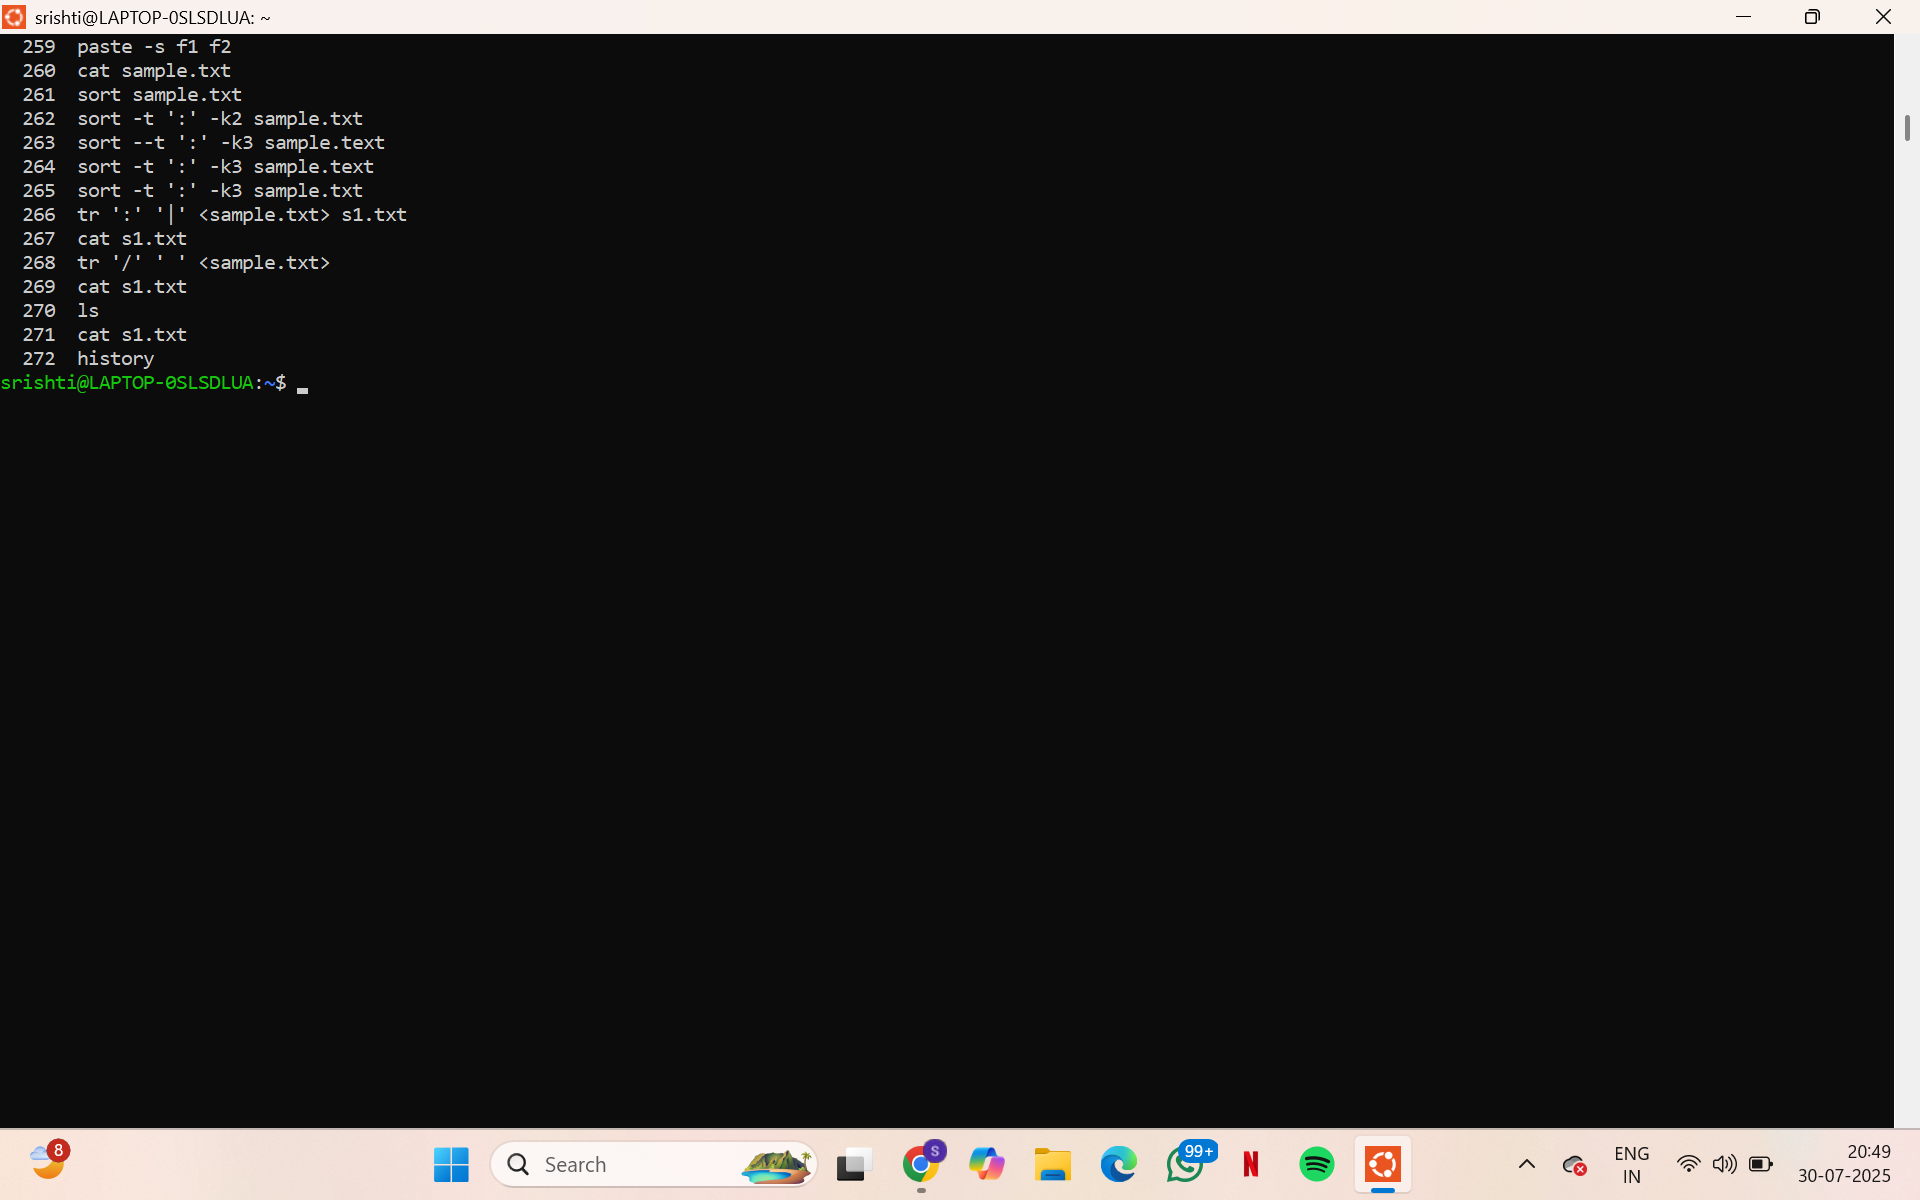 srishti@LAPTOP-0SLSDLUA: ~
259  paste -s f1 f2
260  cat sample.txt
261  sort sample.txt
262  sort -t ':' -k2 sample.txt
263  sort --t ':' -k3 sample.text
264  sort -t ':' -k3 sample.text
265  sort -t ':' -k3 sample.txt
266  tr ':' '|' <sample.txt> s1.txt
267  cat s1.txt
268  tr '/' ' ' <sample.txt>
269  cat s1.txt
270  ls
271  cat s1.txt
272  history
srishti@LAPTOP-0SLSDLUA:~$ _
8
Search
S
99+
N
ENG
IN
20:49
30-07-2025